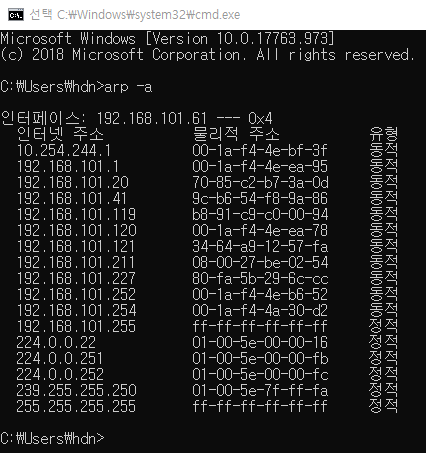 선택 C:₩Windows₩system32₩cmd.exe
Microsoft Windows [Version 10.0.17763.973]
(c) 2018 Microsoft Corporation. All rights reserved.
C:₩Users₩hdn>arp -a
인터페이스: 192.168.101.61 --- 0x4
인터넷 주소 물리적 주소 유형
10.254.244.1 00-1a-f4-4e-bf-3f 동적
192.168.101.1 00-1a-f4-4e-ea-95 동적
192.168.101.20 70-85-c2-b7-3a-0d 동적
192.168.101.41 9c-b6-54-f8-9a-86 동적
192.168.101.119 b8-91-c9-c0-00-94 동적
192.168.101.120 00-1a-f4-4e-ea-78 동적
192.168.101.121 34-64-a9-12-57-fa 동적
192.168.101.211 08-00-27-be-02-54 동적
192.168.101.227 80-fa-5b-29-6c-cc 동적
192.168.101.252 00-1a-f4-4e-b6-52 동적
192.168.101.254 00-1a-f4-4a-30-d2 동적
192.168.101.255 ff-ff-ff-ff-ff-ff 정적
224.0.0.22 01-00-5e-00-00-16 정적
224.0.0.251 01-00-5e-00-00-fb 정적
224.0.0.252 01-00-5e-00-00-fc 정적
239.255.255.250 01-00-5e-7f-ff-fa 정적
255.255.255.255 ff-ff-ff-ff-ff-ff 정적
C:₩Users₩hdn>